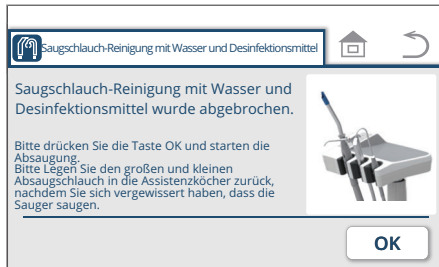 Saugschlauch-Reinigung mit Wasser und Desinfektionsmittel
Saugschlauch-Reinigung mit Wasser und
Desinfektionsmittel wurde abgebrochen.
Bitte drücken Sie die Taste OK und starten die
Absaugung.
Bitte Legen Sie den großen und kleinen
Absaugschlauch in die Assistenzköcher zurück,
nachdem Sie sich vergewissert haben, dass die
Sauger saugen.
OK